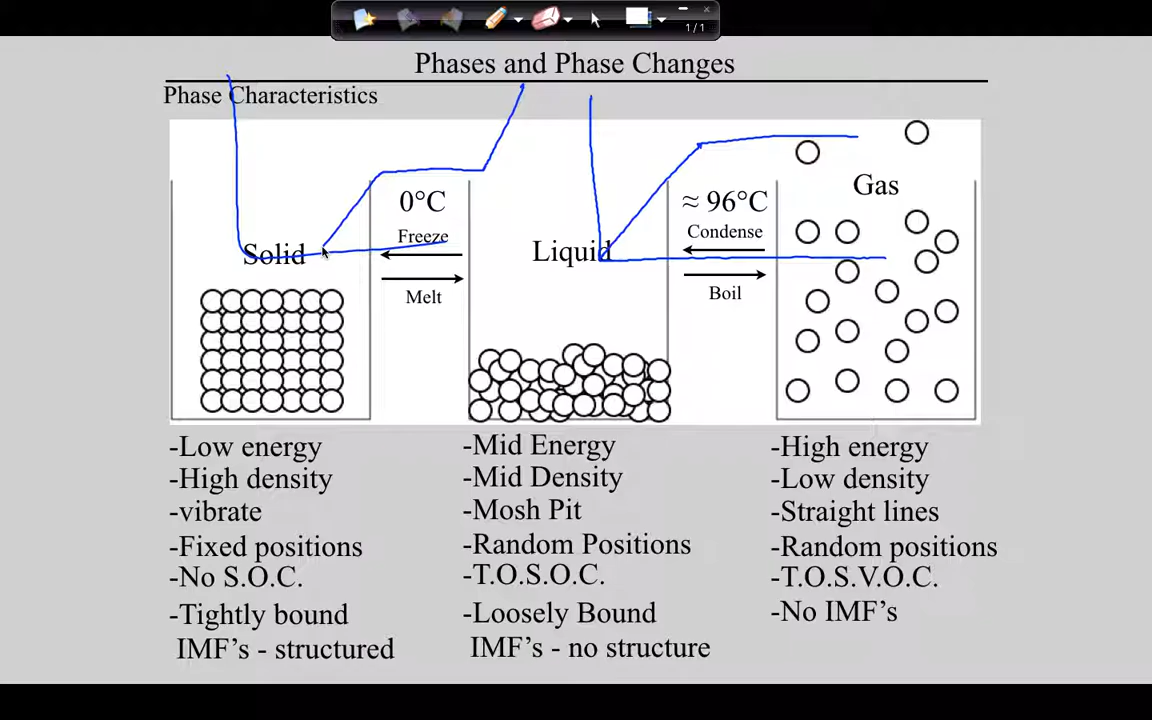 1/1
Phases and Phase Changes
Phase Characteristics
Gas
0°C
≈ 96°C
Freeze
Condense
Solid
Liquid
Melt
Boil
-Low energy
-High density
-vibrate
-Fixed positions
-No S.O.C.
-Tightly bound
IMF’s - structured
-Mid Energy
-Mid Density
-Mosh Pit
-Random Positions
-T.O.S.O.C.
-Loosely Bound
IMF’s - no structure
-High energy
-Low density
-Straight lines
-Random positions
-T.O.S.V.O.C.
-No IMF’s